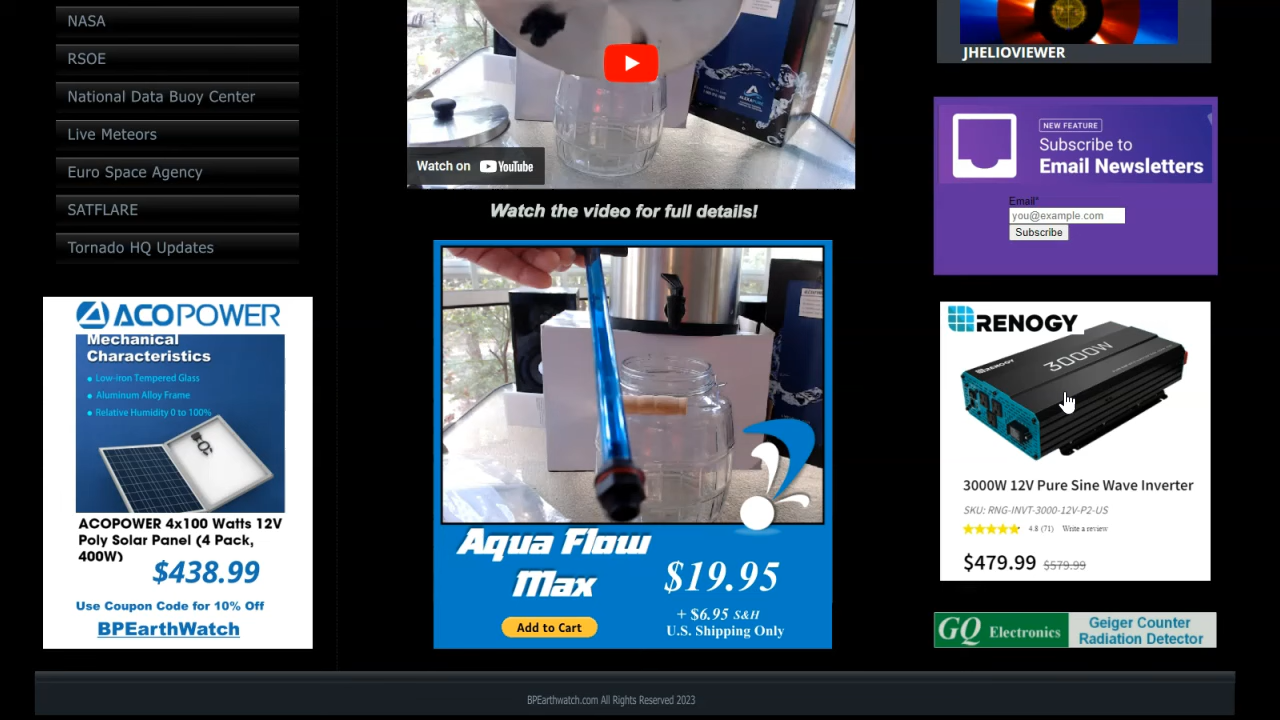 NASA
RSOE
National Data Buoy Center
Live Meteors
Euro Space Agency
SATFLARE
Tornado HQ Updates
ACOPOWER
Mechanical
Characteristics
Low-iron Tempered Glass
Aluminum Alloy Frame
Relative Humidity 0 to 100%
ACOPOWER 4x100 Watts 12V
Poly Solar Panel (4 Pack,
400W)
$438.99
Use Coupon Code for 10% Off
BPEarthWatch
ALEXAPURE
Watch on YouTube
Watch the video for full details!
Aqua Flow
Max
$19.95
+ $6.95 S&H
U.S. Shipping Only
Add to Cart
JHELIOVIEWER
NEW FEATURE
Subscribe to
Email Newsletters
Email*
you@example.com
Subscribe
RENOGY
RENOGY
3000W
3000W 12V Pure Sine Wave Inverter
SKU: RNG-INVT-3000-12V-P2-US
4.8 (71) Write a review
$479.99 $579.99
GQ Electronics
Geiger Counter
Radiation Detector
BPEarthwatch.com All Rights Reserved 2023